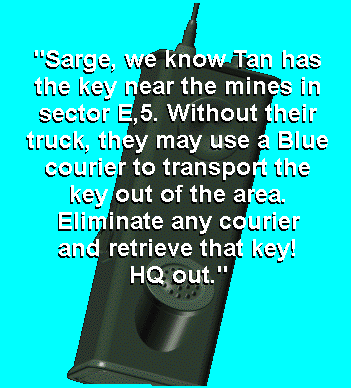 "Sarge, we know Tan has
the key near the mines in
sector E,5. Without their
truck, they may use a Blue
courier to transport the
key out of the area.
Eliminate any courier
and retrieve that key!
HQ out."